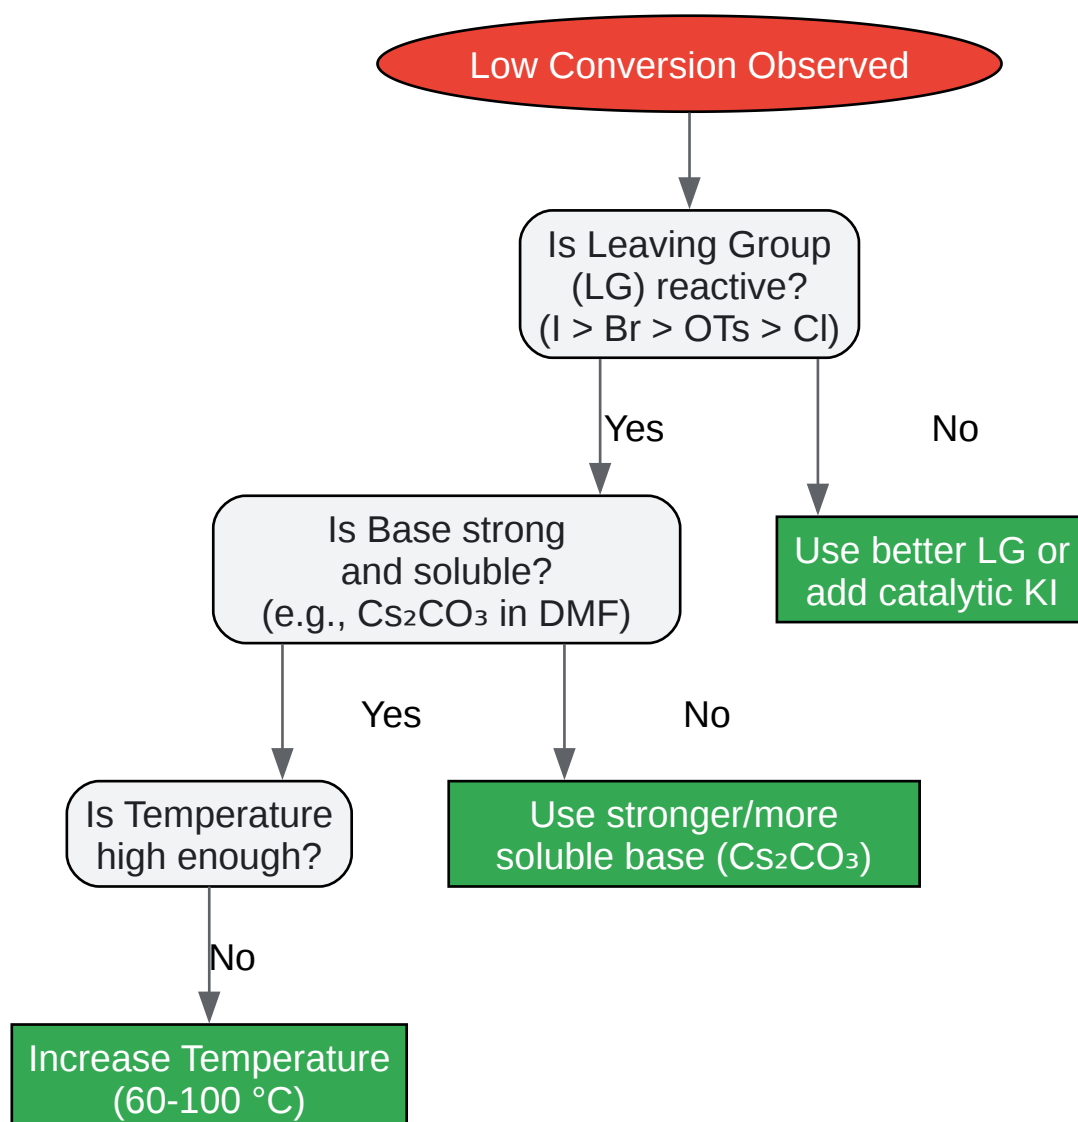 Low Conversion Observed
Is Leaving Group
(LG) reactive?
(I > Br > OTs > Cl)
Yes
No
Is Base strong
and soluble?
(e.g., Cs₂CO₃ in DMF)
Use better LG or
add catalytic KI
Yes
No
Is Temperature
high enough?
Use stronger/more
soluble base (Cs₂CO₃)
No
Increase Temperature
(60-100 °C)